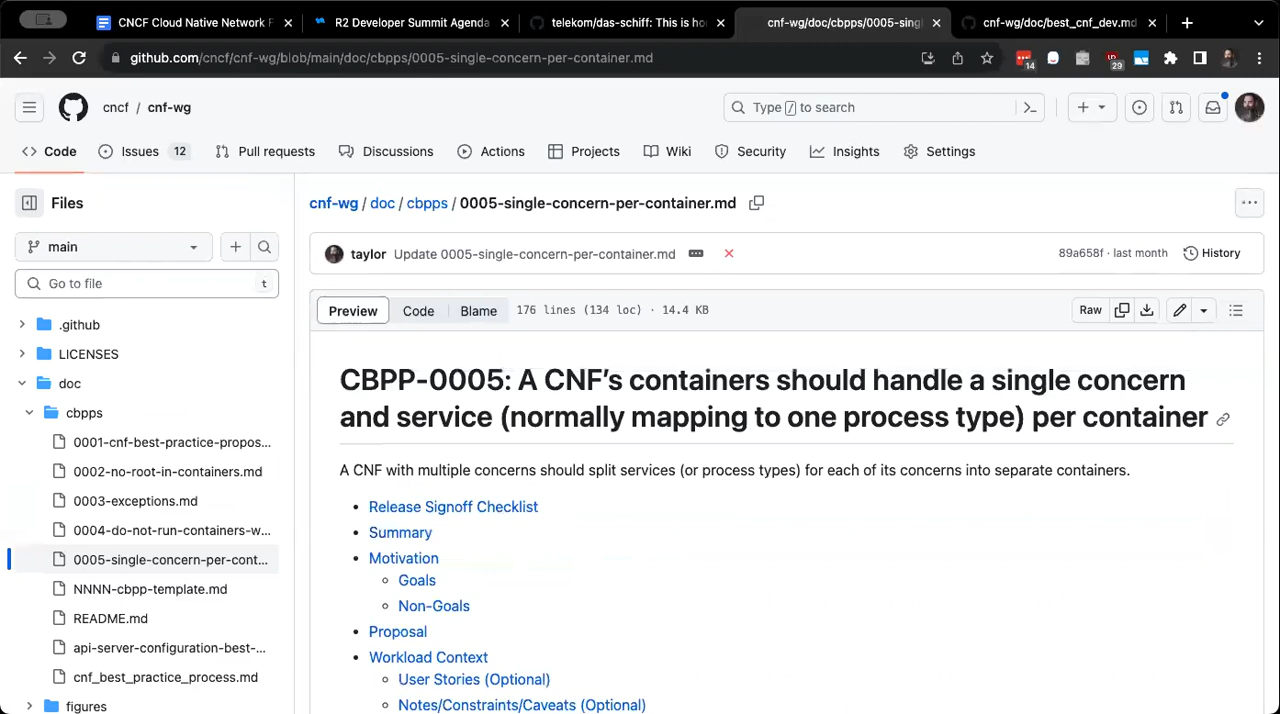 CNCF Cloud Native Network F
R2 Developer Summit Agenda
telekom/das-schiff: This is ho
cnf-wg/doc/cbpps/0005-singl
cnf-wg/doc/best_cnf_dev.md
github.com/cncf/cnf-wg/blob/main/doc/cbpps/0005-single-concern-per-container.md
14
29
cncf / cnf-wg
Type / to search
Code
Issues 12
Pull requests
Discussions
Actions
Projects
Wiki
Security
Insights
Settings
Files
main
Go to file
t
.github
LICENSES
doc
cbpps
0001-cnf-best-practice-propos...
0002-no-root-in-containers.md
0003-exceptions.md
0004-do-not-run-containers-w...
0005-single-concern-per-cont...
NNNN-cbpp-template.md
README.md
api-server-configuration-best-...
cnf_best_practice_process.md
figures
cnf-wg / doc / cbpps / 0005-single-concern-per-container.md
taylor Update 0005-single-concern-per-container.md
89a658f · last month
History
Preview
Code
Blame
176 lines (134 loc) · 14.4 KB
Raw
CBPP-0005: A CNF’s containers should handle a single concern
and service (normally mapping to one process type) per container
A CNF with multiple concerns should split services (or process types) for each of its concerns into separate containers.
Release Signoff Checklist
Summary
Motivation
Goals
Non-Goals
Proposal
Workload Context
User Stories (Optional)
Notes/Constraints/Caveats (Optional)